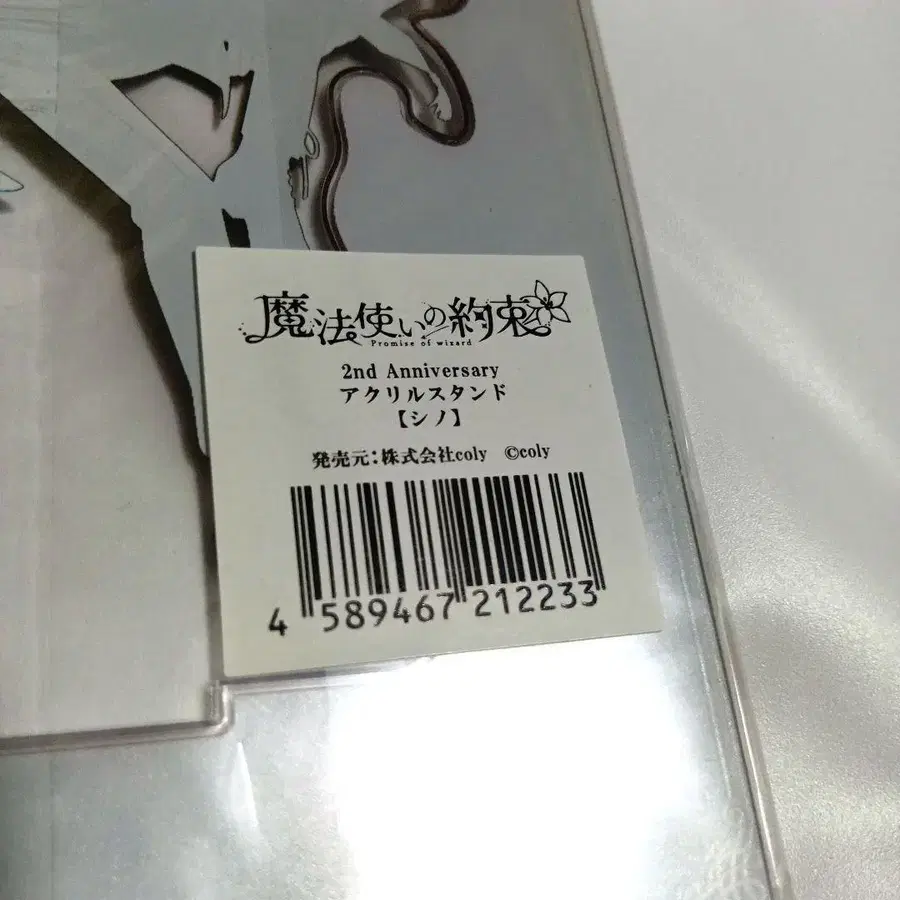 魔法使いの約束
Promise of wizard
2nd Anniversary
アクリルスタンド
【シノ】
発売元：株式会社coly ©coly
4 589467 212233